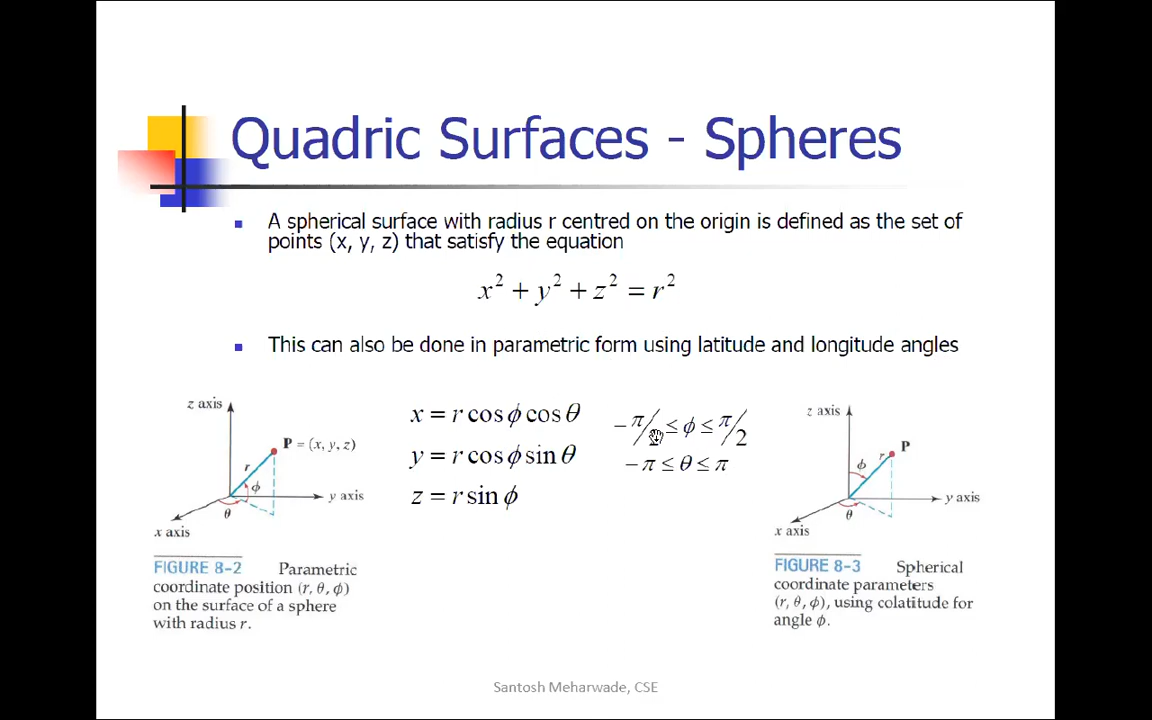 Quadric Surfaces - Spheres
A spherical surface with radius r centred on the origin is defined as the set of
points (x, y, z) that satisfy the equation
x² + y² + z² = r²
This can also be done in parametric form using latitude and longitude angles
z axis
P = (x, y, z)
r
ϕ
y axis
θ
x axis
FIGURE 8-2 Parametric
coordinate position (r, θ, ϕ)
on the surface of a sphere
with radius r.
x = r cos ϕ cos θ
y = r cos ϕ sin θ
z = r sin ϕ
−π/2 ≤ ϕ ≤ π/2
−π ≤ θ ≤ π
z axis
P
r
ϕ
y axis
θ
x axis
FIGURE 8-3 Spherical
coordinate parameters
(r, θ, ϕ), using colatitude for
angle ϕ.
Santosh Meharwade, CSE